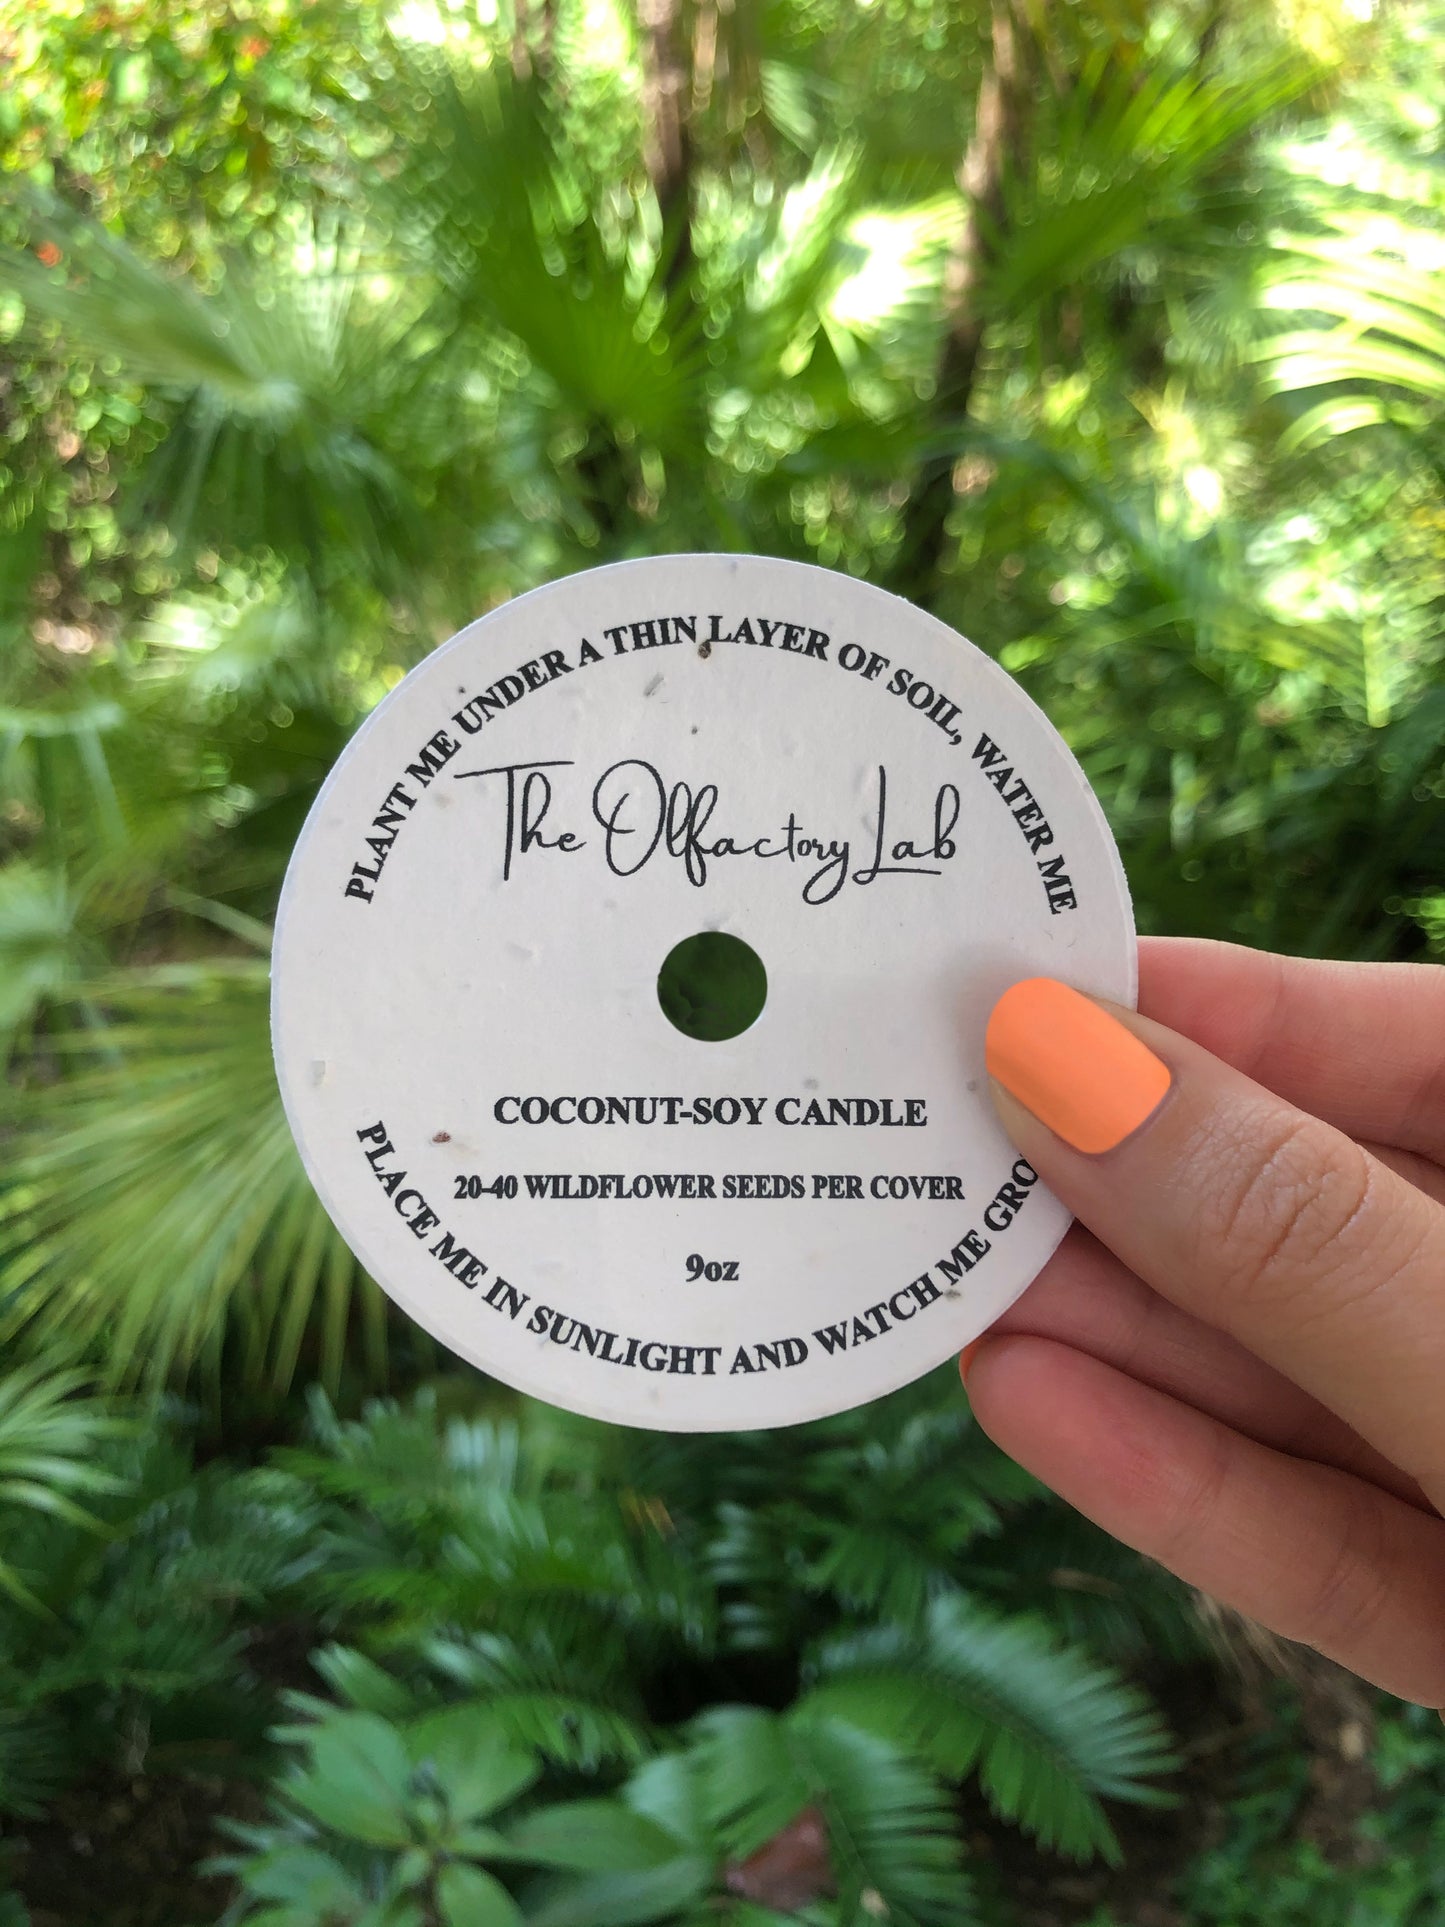 PLANT ME UNDER A THIN LAYER OF SOIL, WATER ME
The Olfactory Lab
COCONUT-SOY CANDLE
20-40 WILDFLOWER SEEDS PER COVER
9oz
PLACE ME IN SUNLIGHT AND WATCH ME